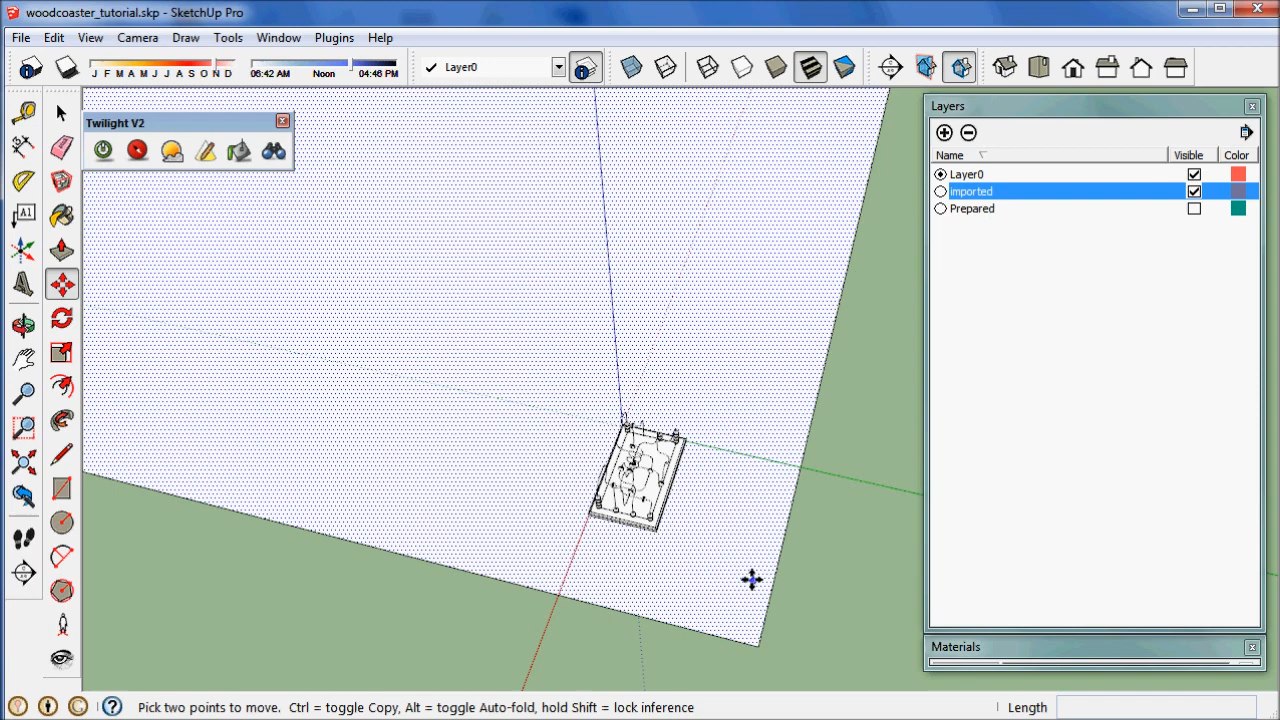 woodcoaster_tutorial.skp - SketchUp Pro
File Edit View Camera Draw Tools Window Plugins Help
J F M A M J J A S O N D
06:42 AM Noon 04:46 PM
Layer0
Twilight V2
A1
Layers
Name Visible Color
Layer0
imported
Prepared
Materials
Pick two points to move. Ctrl = toggle Copy, Alt = toggle Auto-fold, hold Shift = lock inference
Length